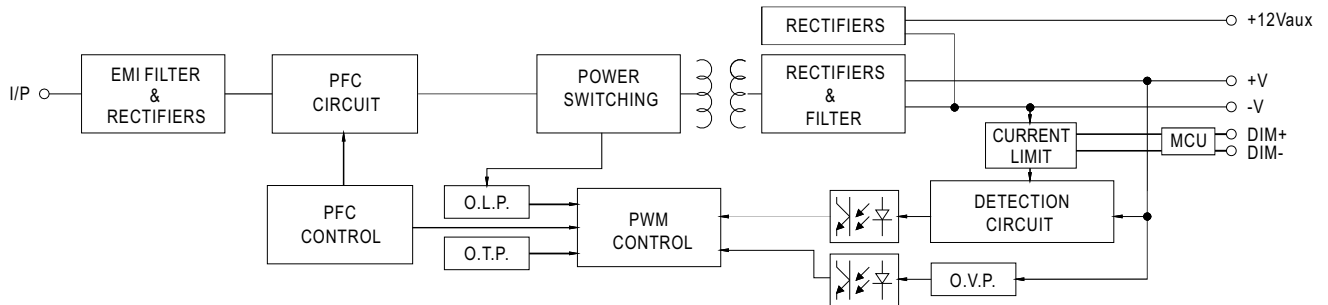 RECTIFIERS
+12Vaux
I/P
EMI FILTER
&
RECTIFIERS
PFC
CIRCUIT
POWER
SWITCHING
RECTIFIERS
&
FILTER
+V
-V
CURRENT
LIMIT
MCU
DIM+
DIM-
PFC
CONTROL
O.L.P.
O.T.P.
PWM
CONTROL
DETECTION
CIRCUIT
O.V.P.